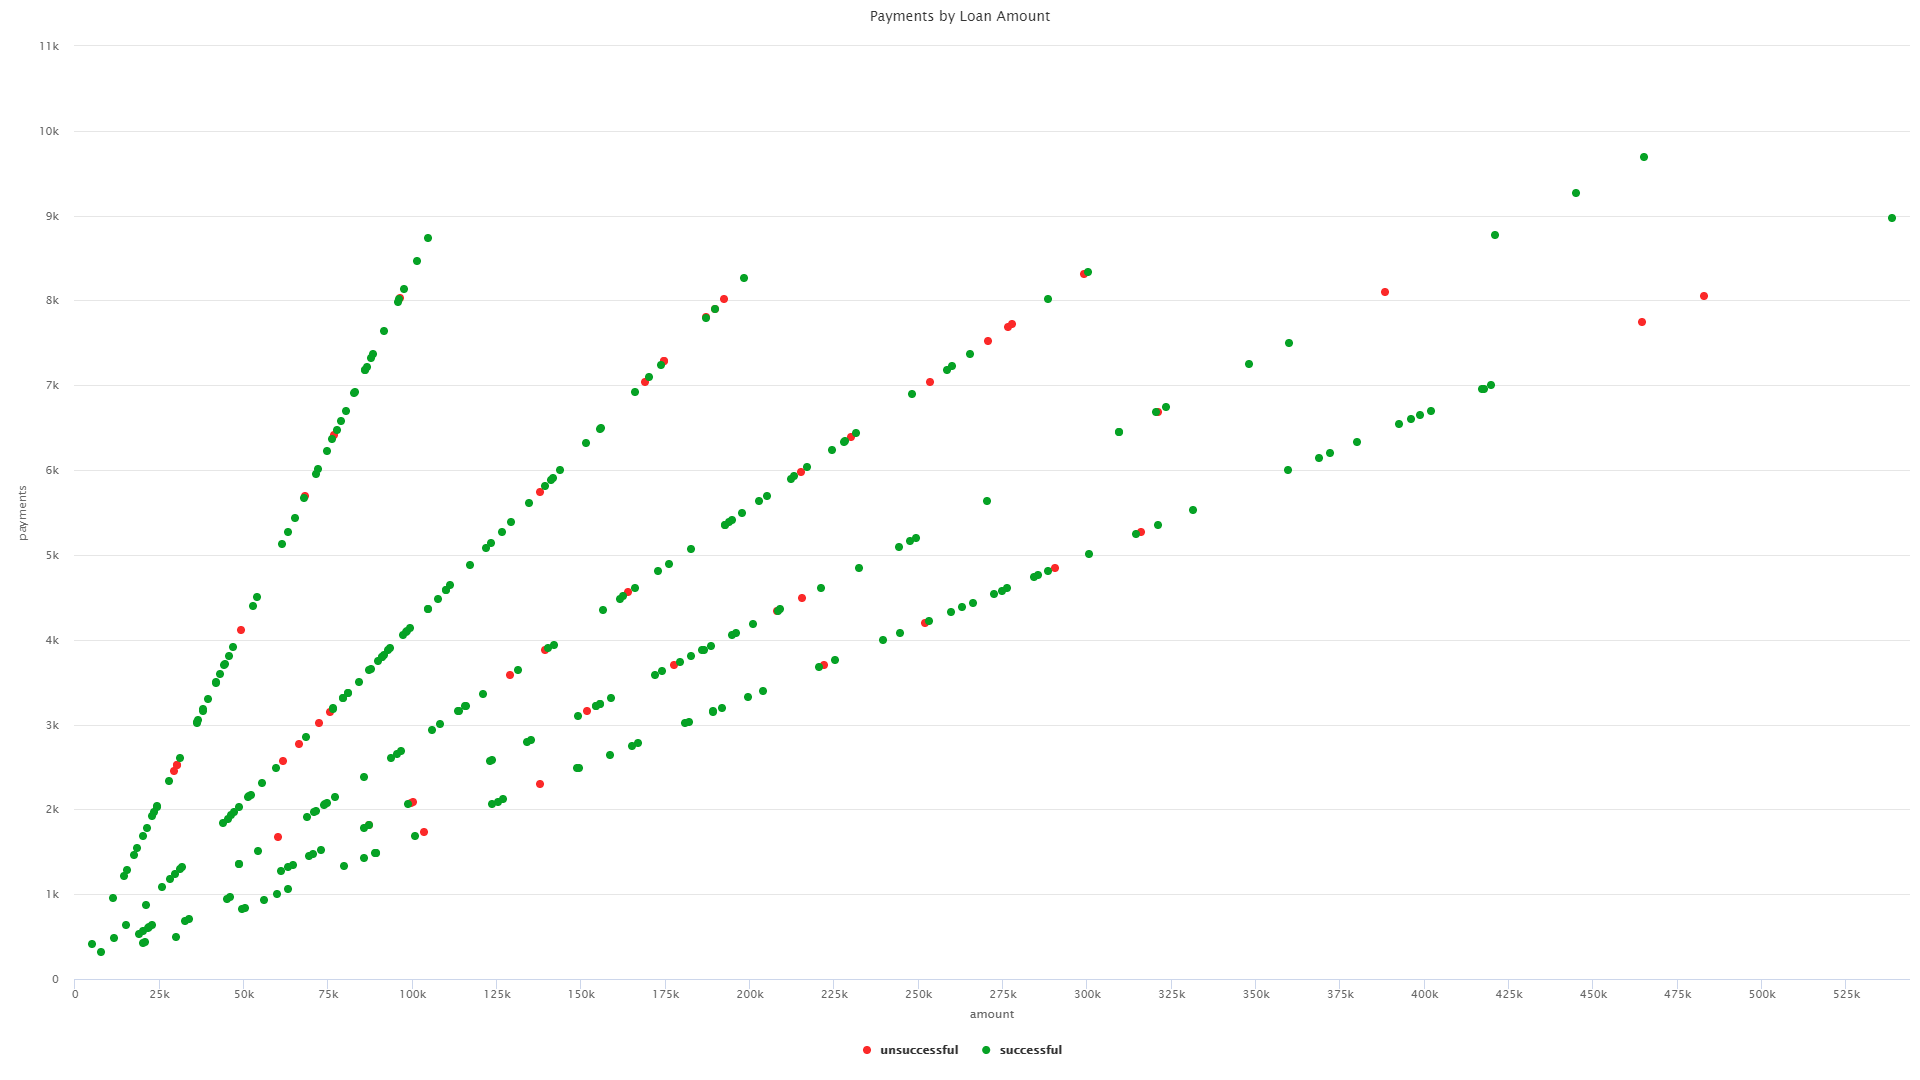 Payments by Loan Amount
11k
10k
9k
8k
7k
6k
5k
4k
3k
2k
1k
0
payments
0 25k 50k 75k 100k 125k 150k 175k 200k 225k 250k 275k 300k 325k 350k 375k 400k 425k 450k 475k 500k 525k
amount
unsuccessful successful